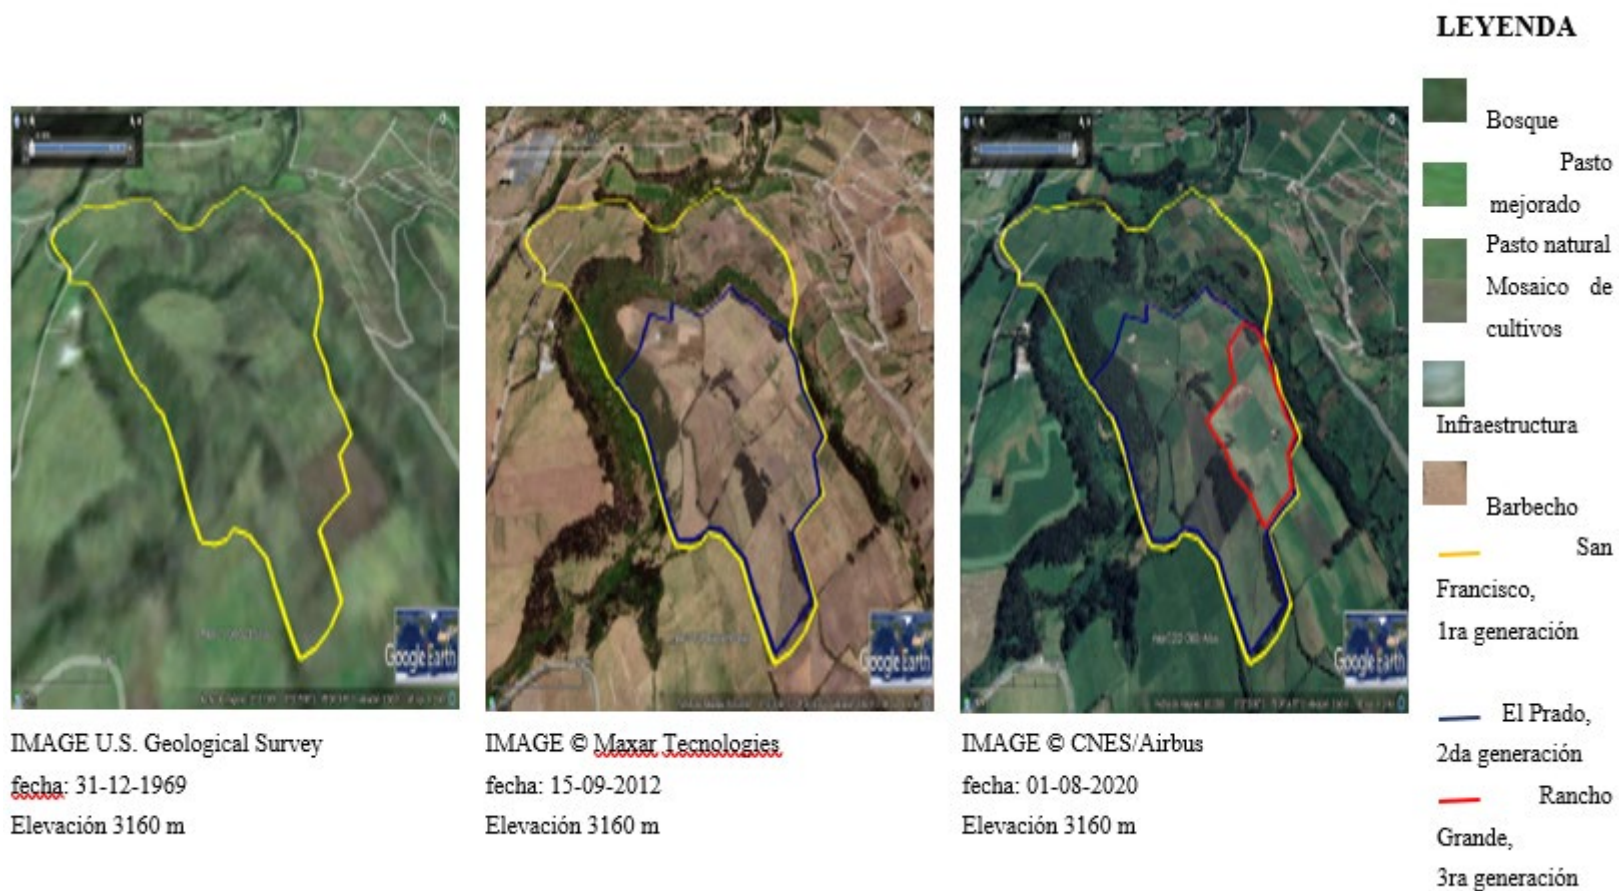 LEYENDA
Bosque
Pasto
mejorado
Pasto natural
Mosaico de
cultivos
Infraestructura
Barbecho
San
Francisco,
1ra generación
El Prado,
2da generación
Rancho
Grande,
3ra generación
Google Earth
Google Earth
Google Earth
IMAGE U.S. Geological Survey
fecha: 31-12-1969
Elevación 3160 m
IMAGE © Maxar Tecnologies
fecha: 15-09-2012
Elevación 3160 m
IMAGE © CNES/Airbus
fecha: 01-08-2020
Elevación 3160 m